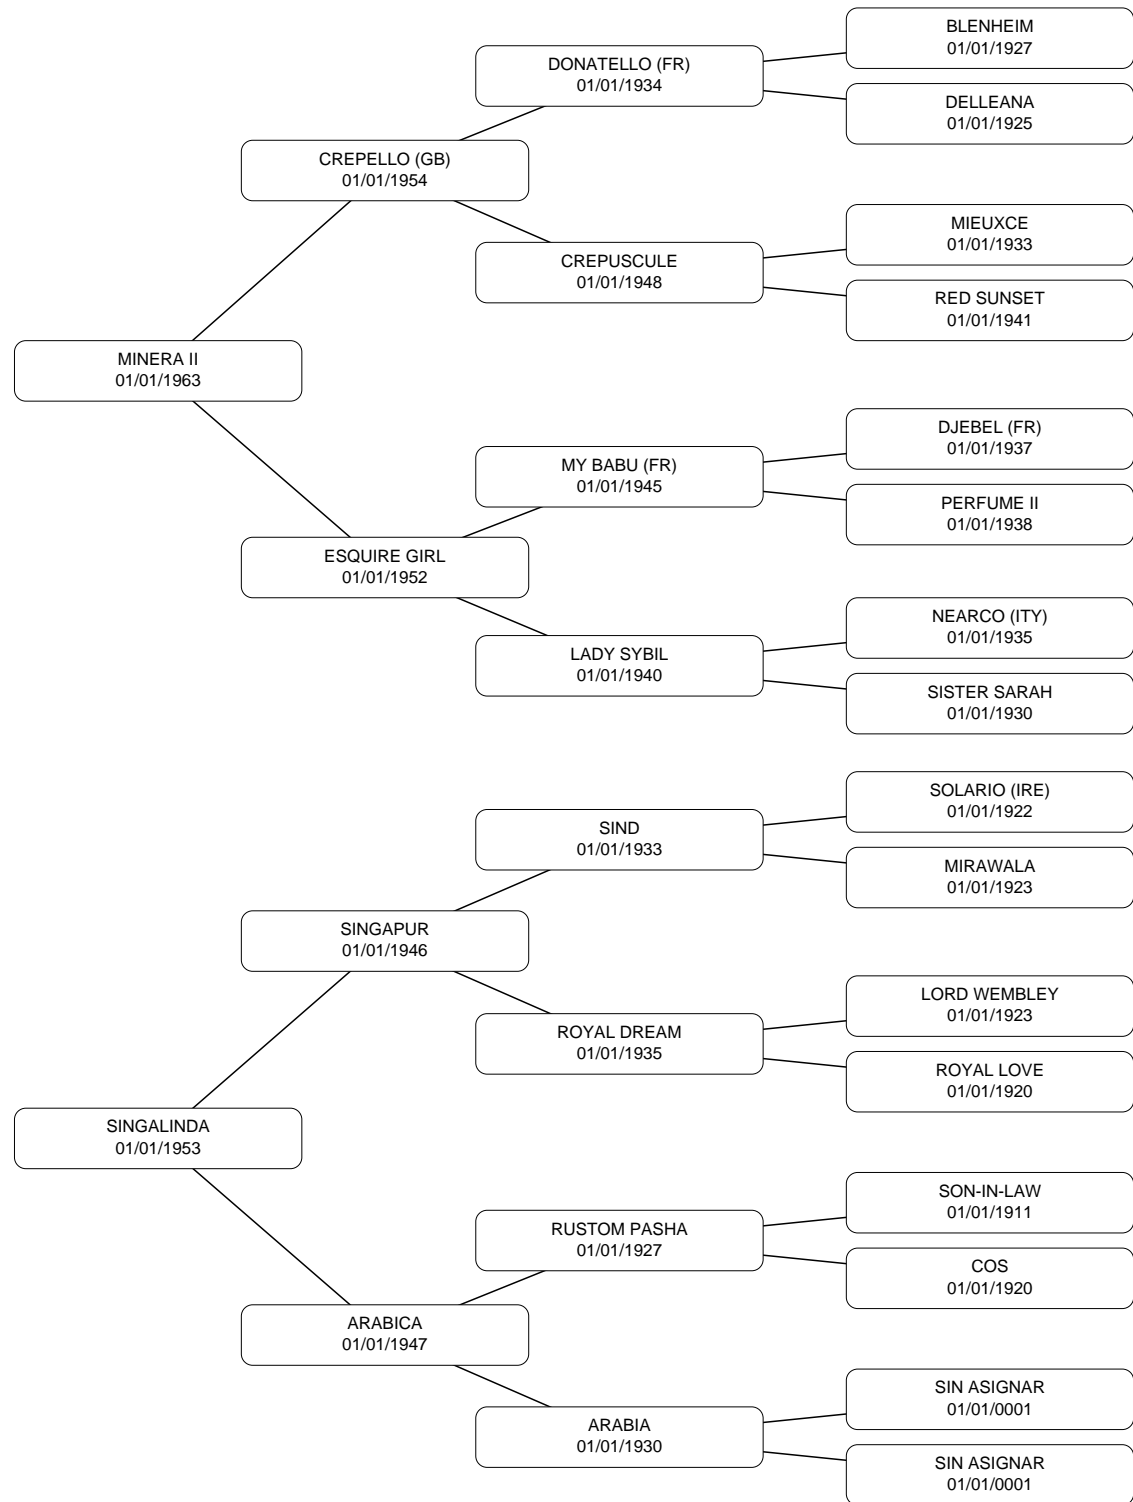 BLENHEIM
01/01/1927
DONATELLO (FR)
01/01/1934
DELLEANA
01/01/1925
CREPELLO (GB)
01/01/1954
MIEUXCE
01/01/1933
CREPUSCULE
01/01/1948
RED SUNSET
01/01/1941
MINERA II
01/01/1963
DJEBEL (FR)
01/01/1937
MY BABU (FR)
01/01/1945
PERFUME II
01/01/1938
ESQUIRE GIRL
01/01/1952
NEARCO (ITY)
01/01/1935
LADY SYBIL
01/01/1940
SISTER SARAH
01/01/1930
SOLARIO (IRE)
01/01/1922
SIND
01/01/1933
MIRAWALA
01/01/1923
SINGAPUR
01/01/1946
LORD WEMBLEY
01/01/1923
ROYAL DREAM
01/01/1935
ROYAL LOVE
01/01/1920
SINGALINDA
01/01/1953
SON-IN-LAW
01/01/1911
RUSTOM PASHA
01/01/1927
COS
01/01/1920
ARABICA
01/01/1947
SIN ASIGNAR
01/01/0001
ARABIA
01/01/1930
SIN ASIGNAR
01/01/0001